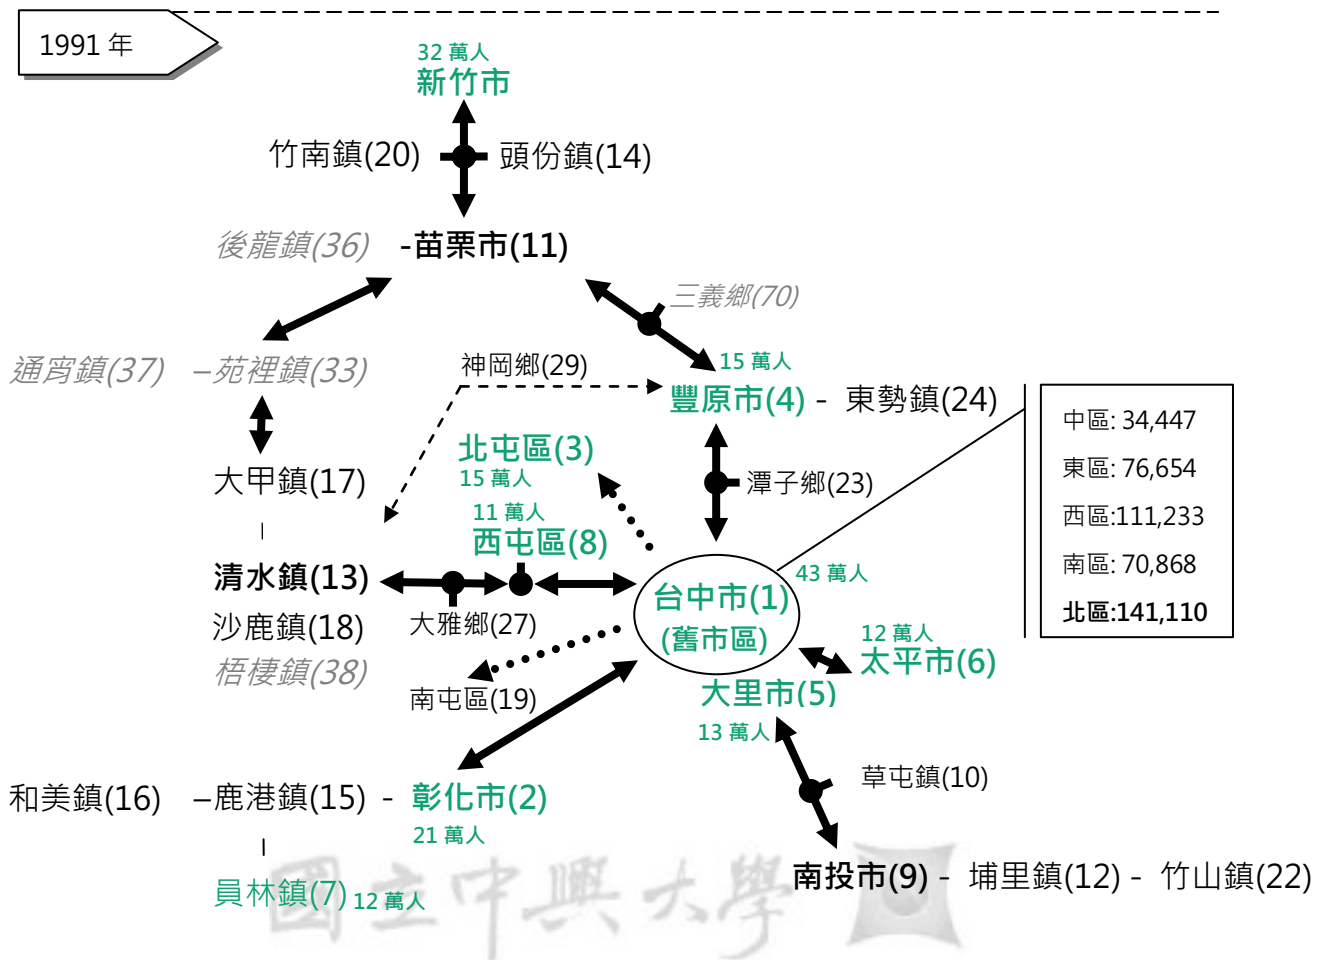 1991 年
32 萬人
新竹市
竹南鎮(20)
頭份鎮(14)
後龍鎮(36) -苗栗市(11)
三義鄉(70)
通宵鎮(37) –苑裡鎮(33)
神岡鄉(29)
15 萬人
豐原市(4) - 東勢鎮(24)
中區: 34,447
東區: 76,654
西區:111,233
南區: 70,868
北區:141,110
北屯區(3)
15 萬人
大甲鎮(17)
潭子鄉(23)
11 萬人
西屯區(8)
清水鎮(13)
43 萬人
台中市(1)
(舊市區)
沙鹿鎮(18)
大雅鄉(27)
梧棲鎮(38)
12 萬人
太平市(6)
南屯區(19)
大里市(5)
13 萬人
草屯鎮(10)
和美鎮(16) –鹿港鎮(15) - 彰化市(2)
21 萬人
員林鎮(7) 12 萬人
南投市(9) - 埔里鎮(12) - 竹山鎮(22)
國立中興大學